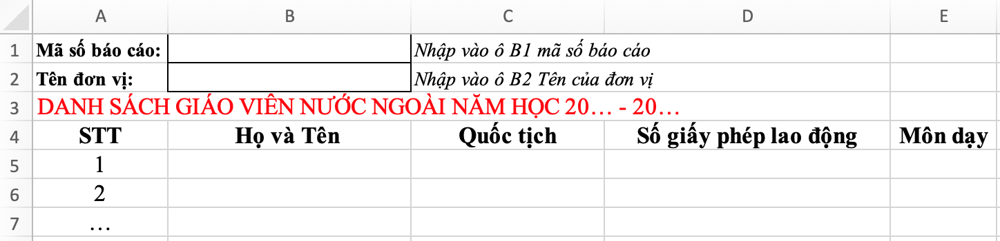 A B C D E
1 Mã số báo cáo: Nhập vào ô B1 mã số báo cáo
2 Tên đơn vị: Nhập vào ô B2 Tên của đơn vị
3 DANH SÁCH GIÁO VIÊN NƯỚC NGOÀI NĂM HỌC 20… - 20…
4 STT Họ và Tên Quốc tịch Số giấy phép lao động Môn dạy
5 1
6 2
7 …